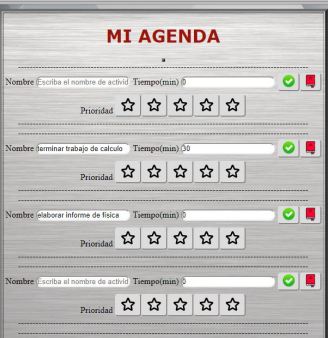 MI AGENDA
Nombre Escriba el nombre de activid Tiempo(min) 0
Prioridad
Nombre terminar trabajo de calculo Tiempo(min) 30
Prioridad
Nombre elaborar informe de fisica Tiempo(min) 0
Prioridad
Nombre Escriba el nombre de activid Tiempo(min) 0
Prioridad